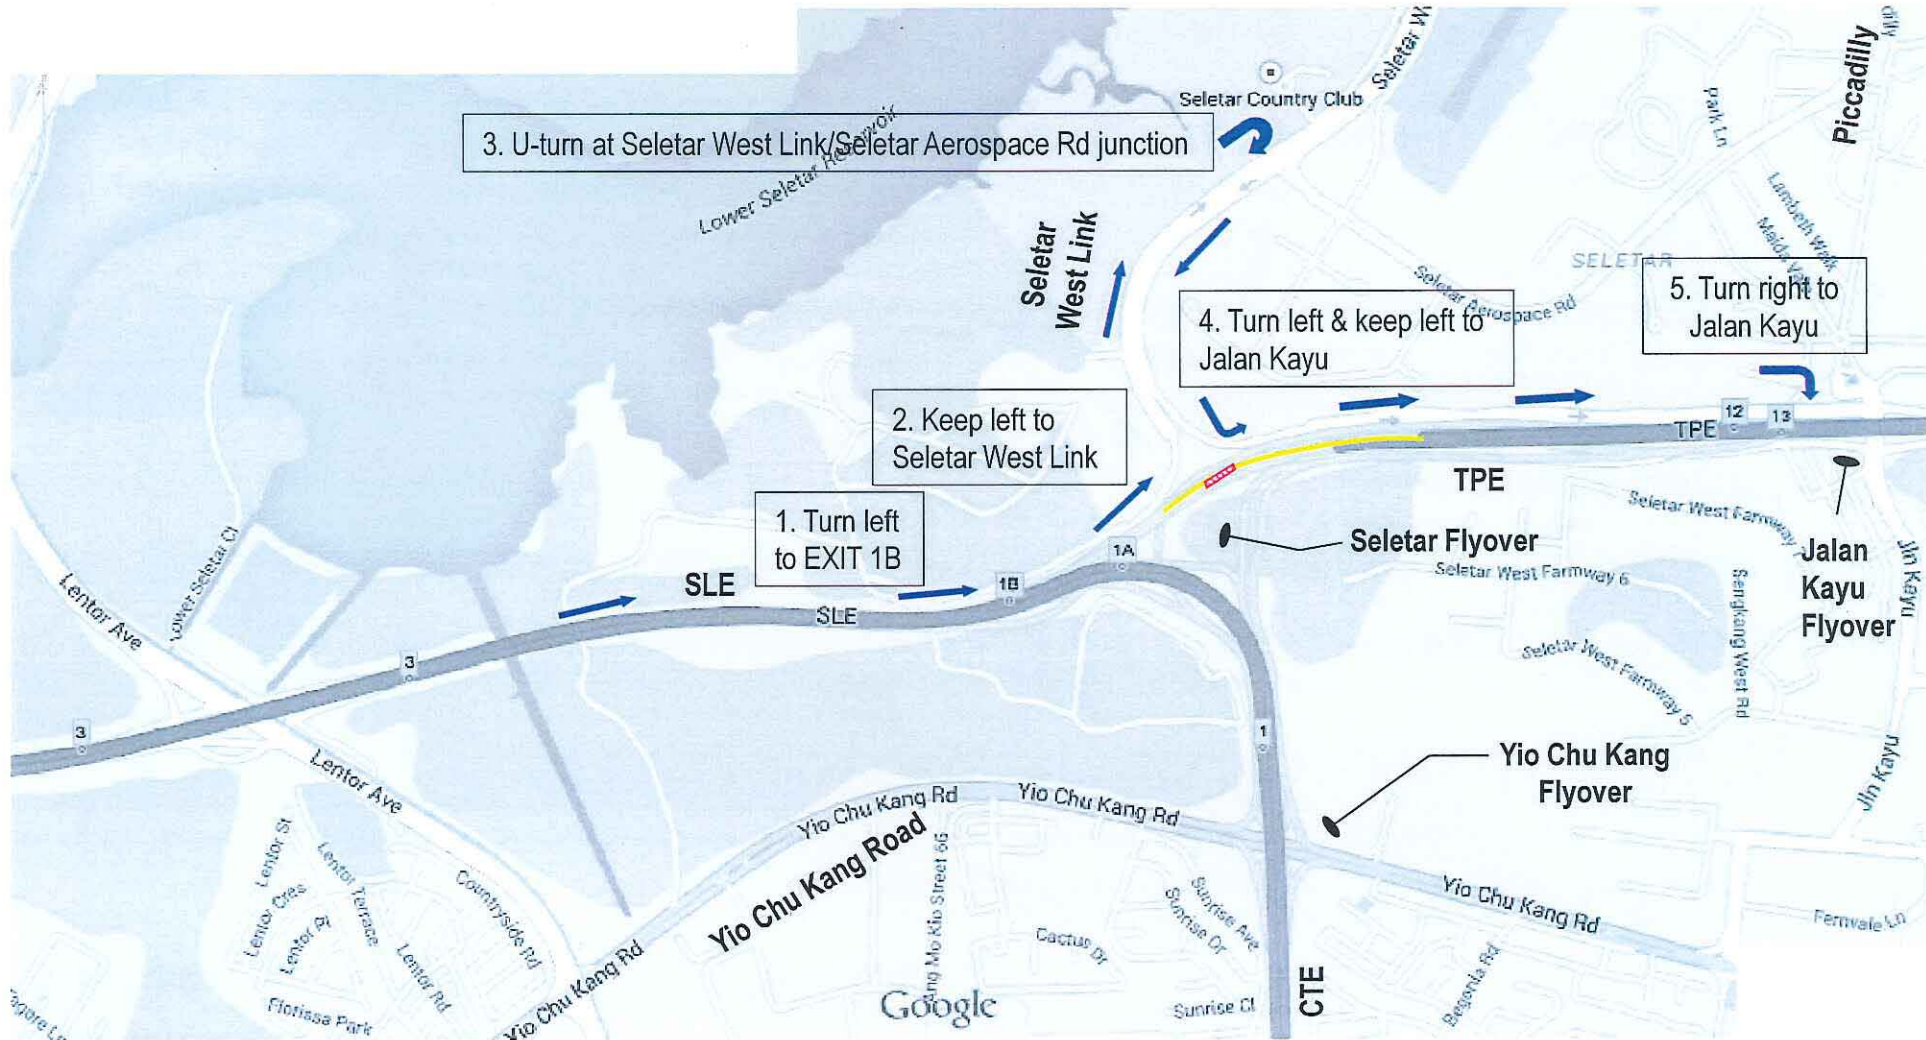 Seletar W
dilly
Piccadilly
Seletar Country Club
Park Ln
3. U-turn at Seletar West Link/Seletar Aerospace Rd junction
Lower Seletar Reservoir
Lambeth Walk
Maida Vale
Seletar
West Link
SELETAR
Seletar Aerospace Rd
5. Turn right to
Jalan Kayu
4. Turn left & keep left to
Jalan Kayu
2. Keep left to
Seletar West Link
12
13
TPE
TPE
1. Turn left
to EXIT 1B
Seletar West Farmway
Seletar Flyover
Jalan
Kayu
Flyover
Jln Kayu
1A
1B
SLE
SLE
Seletar West Farmway 6
Sengkang West Rd
Seletar West Farmway 5
Lower Seletar Cl
Lentor Ave
3
3
1
Lentor Ave
Yio Chu Kang
Flyover
Jln Kayu
Yio Chu Kang Rd
Yio Chu Kang Rd
Yio Chu Kang Road
Lentor St
Lentor Terrace
Lentor Cres
Lentor Pl
Lentor Rd
Countryside Rd
Ang Mo Kio Street 66
Cactus Dr
Sunrise Ave
Sunrise Dr
Yio Chu Kang Rd
Fernvale Ln
Begonia Rd
Florissa Park
Yio Chu Kang Rd
Google
Sunrise Cl
CTE